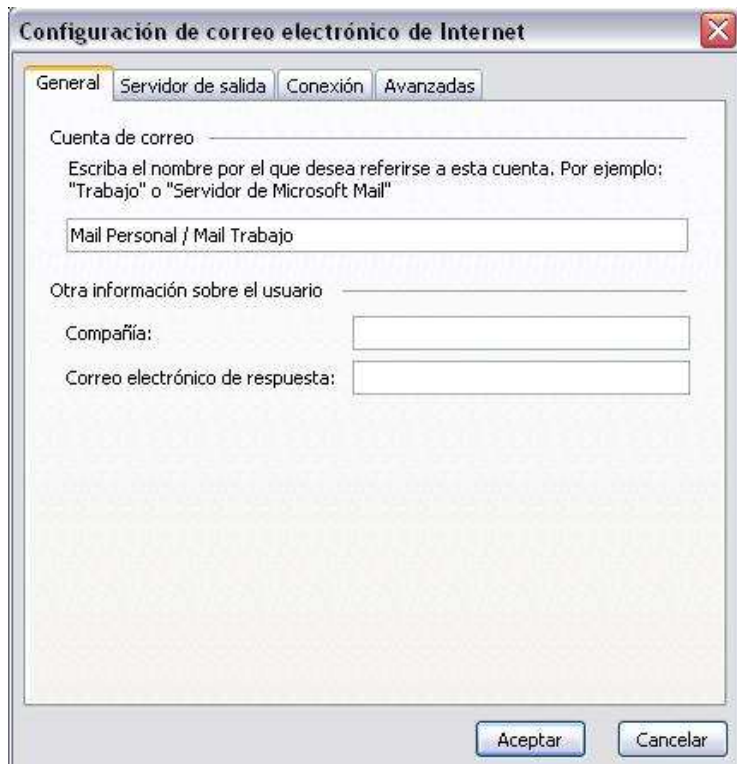 Configuración de correo electrónico de Internet
General Servidor de salida Conexión Avanzadas
Cuenta de correo
Escriba el nombre por el que desea referirse a esta cuenta. Por ejemplo:
"Trabajo" o "Servidor de Microsoft Mail"
Mail Personal / Mail Trabajo
Otra información sobre el usuario
Compañía:
Correo electrónico de respuesta:
Aceptar Cancelar